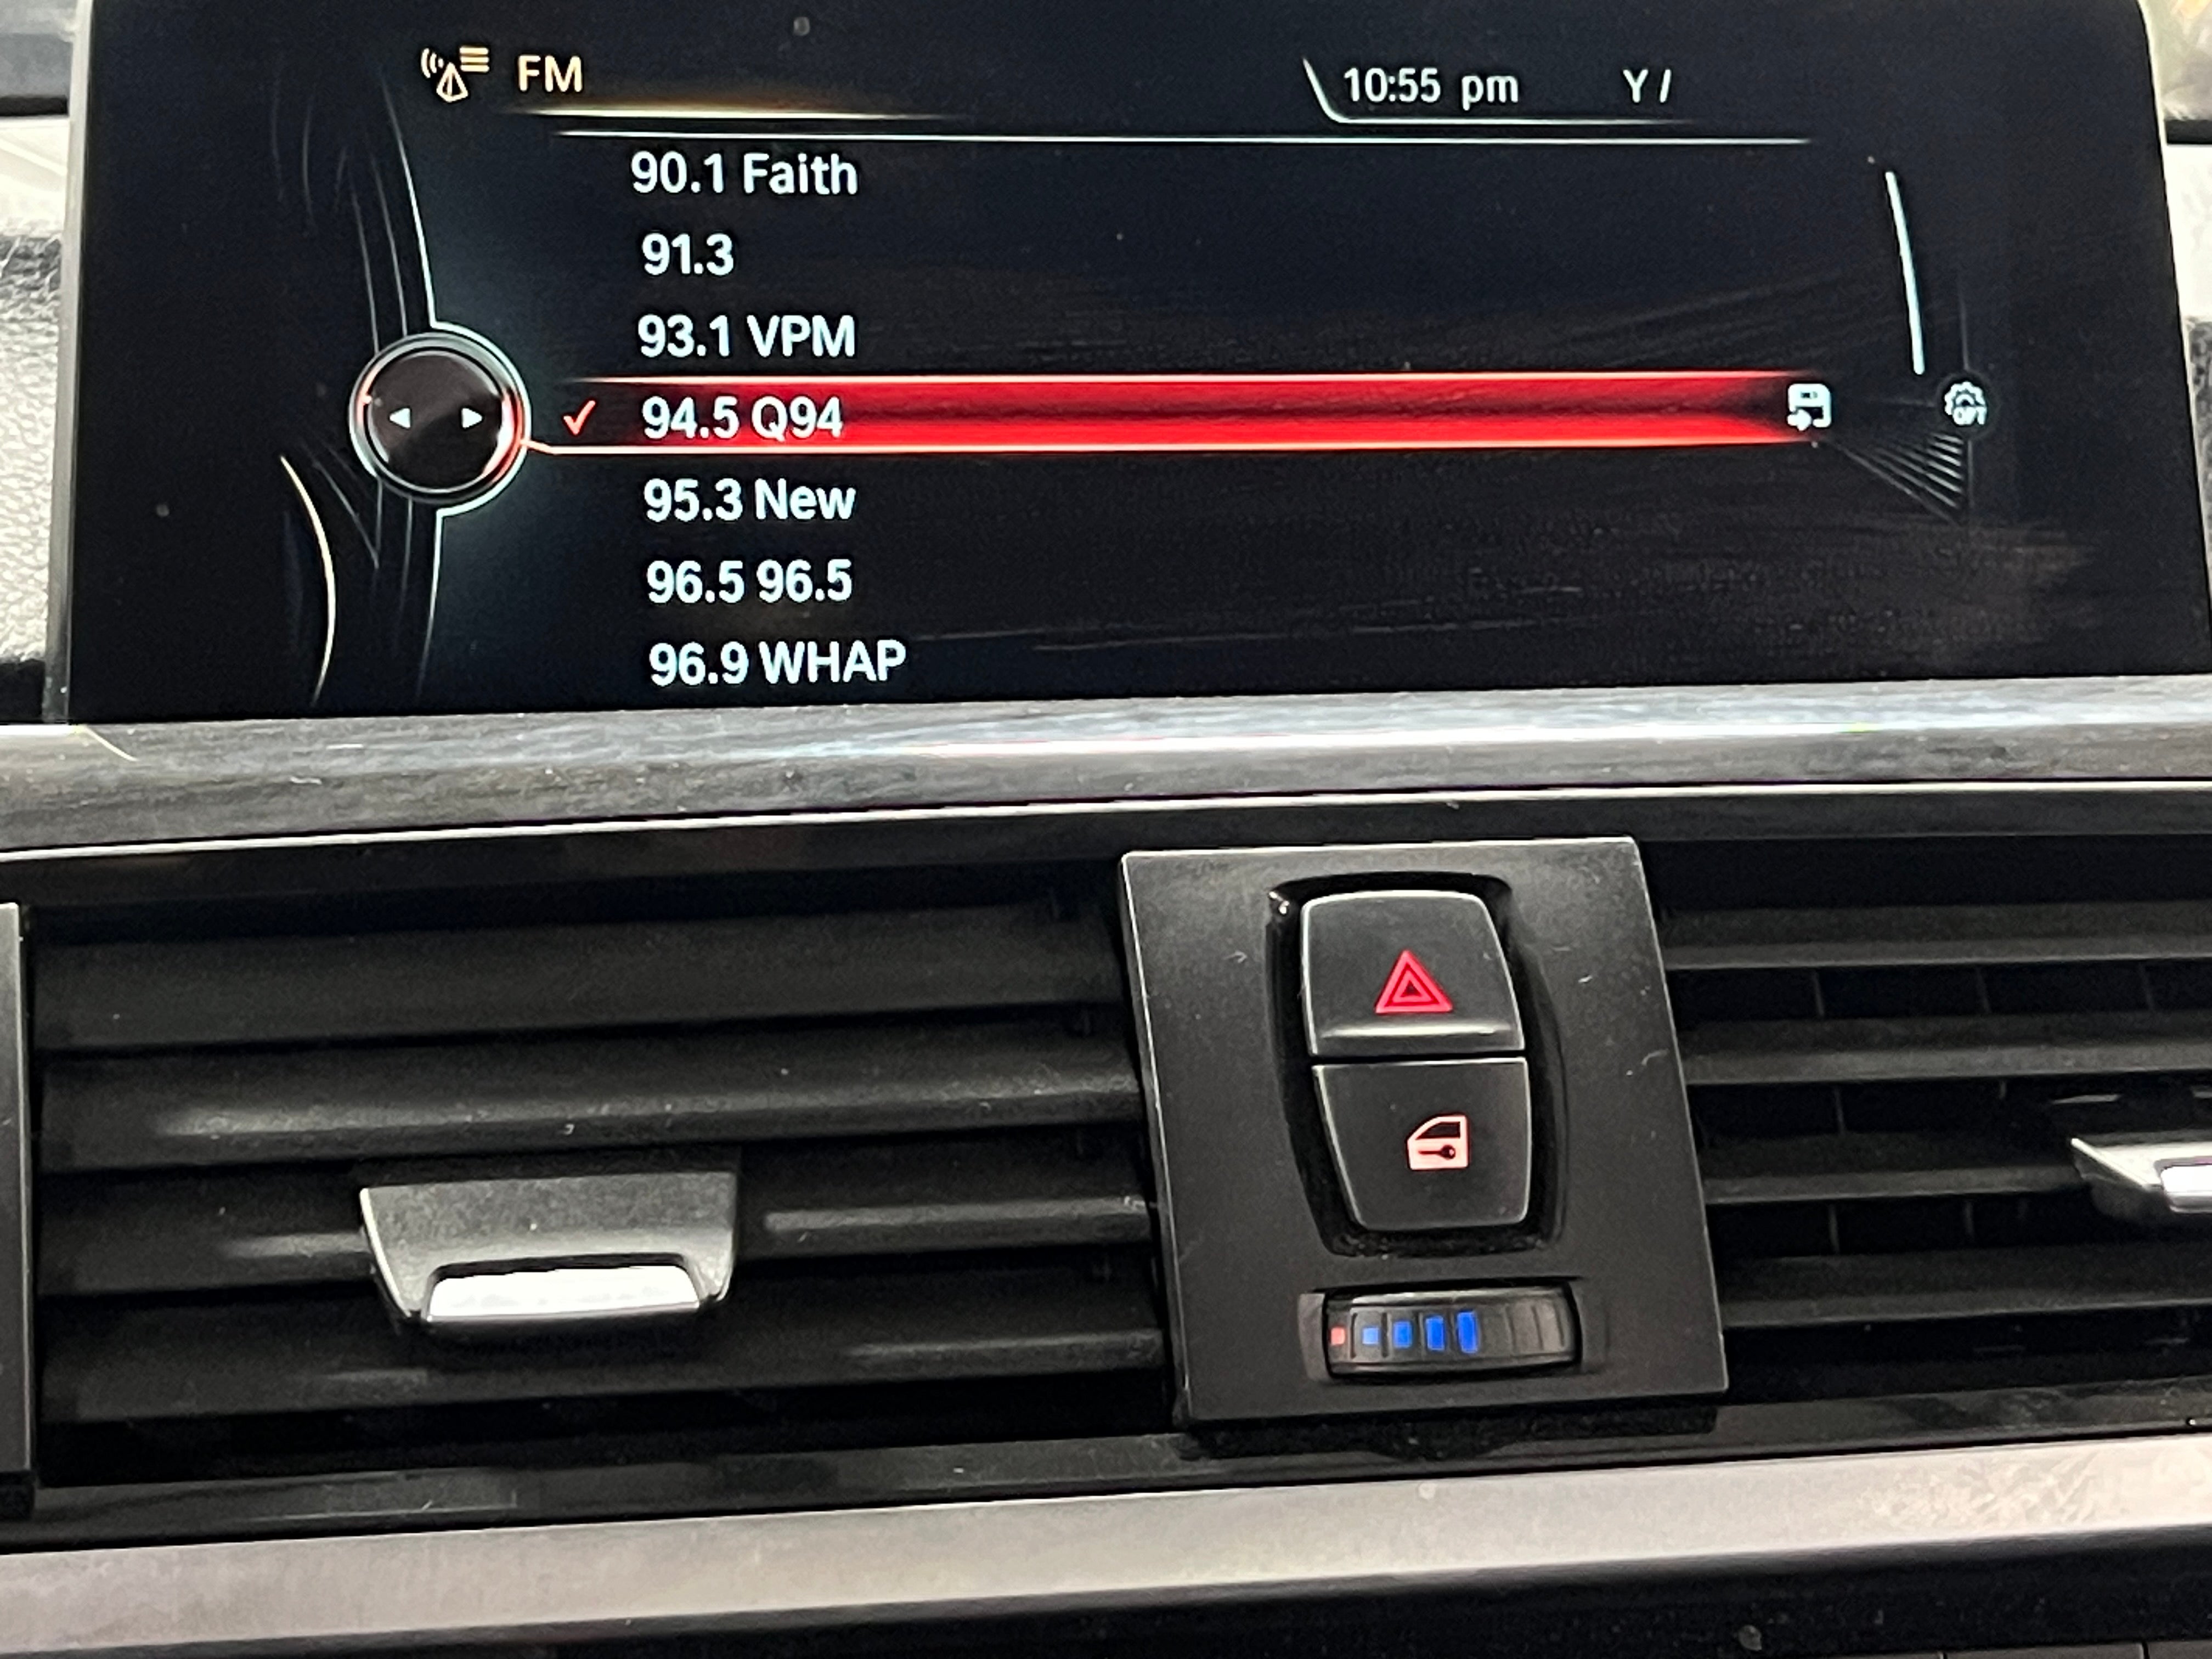 FM
10:55 pm Y /
90.1 Faith
91.3
93.1 VPM
✓ 94.5 Q94
95.3 New
96.5 96.5
96.9 WHAP
OPT